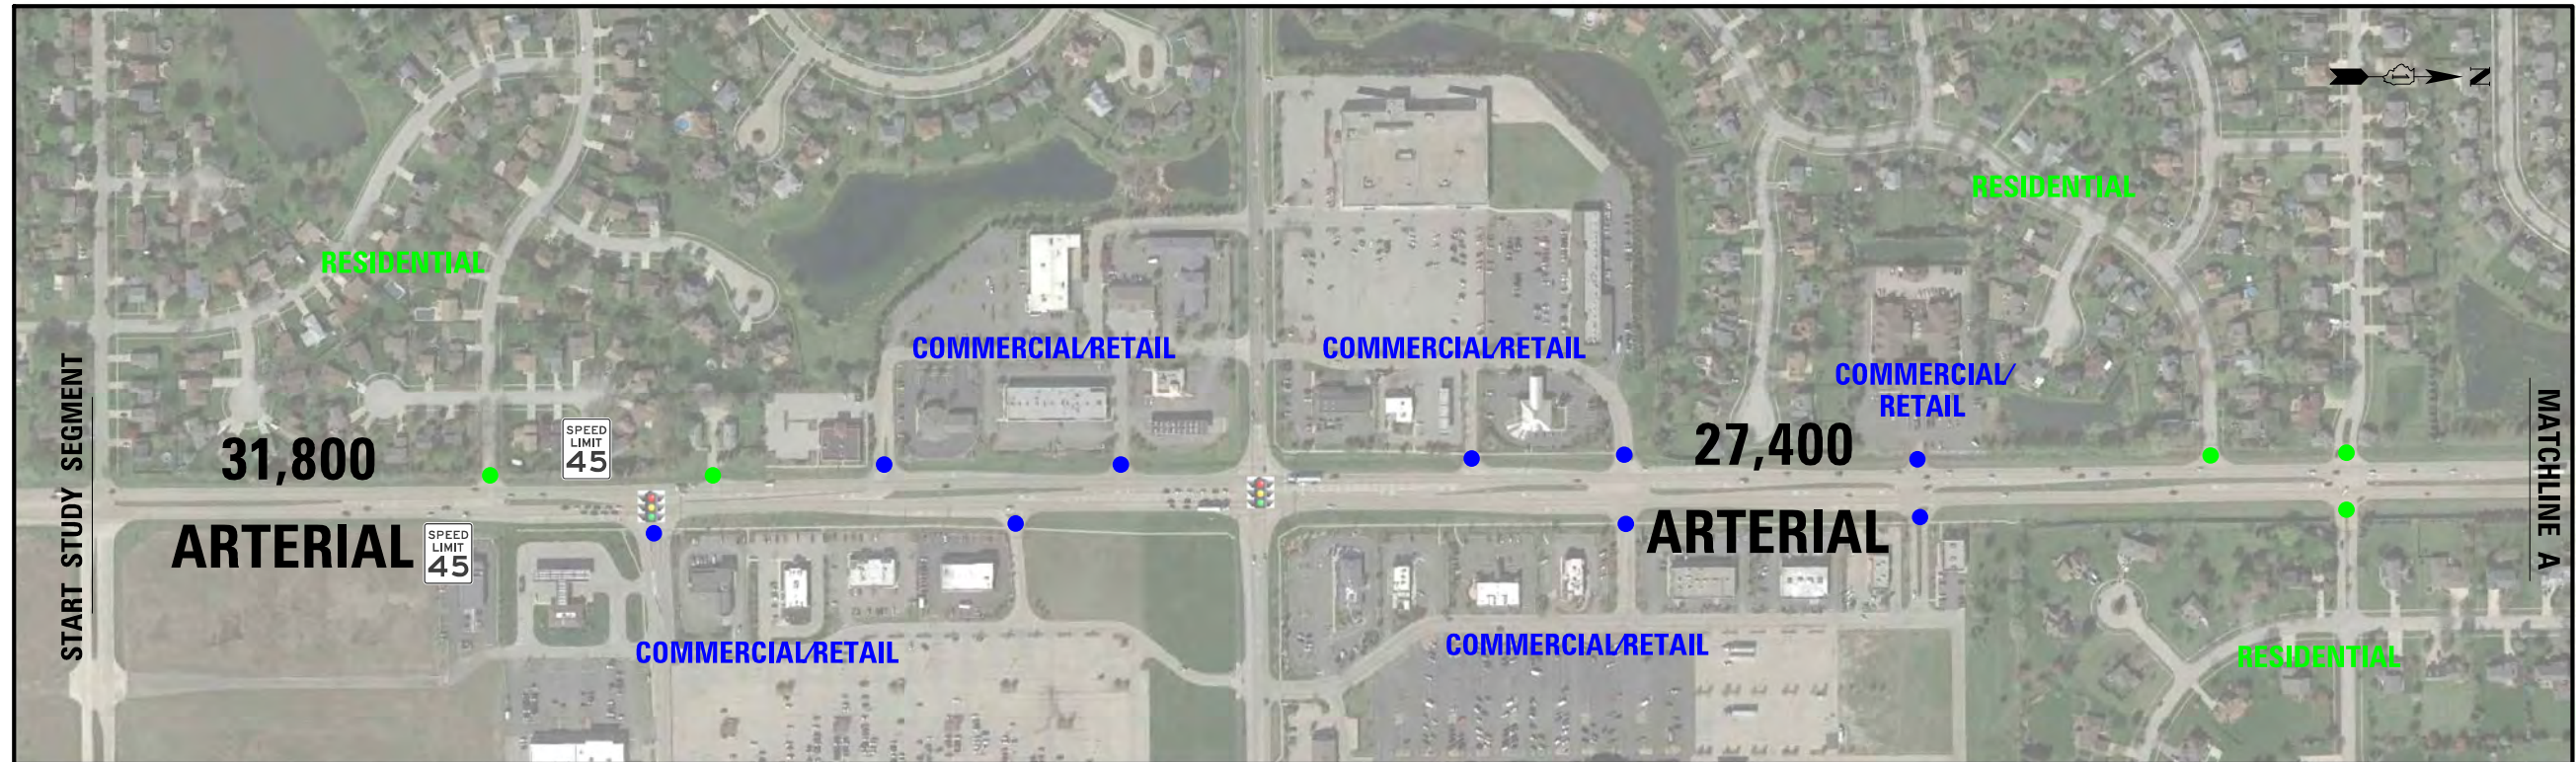 N
RESIDENTIAL
RESIDENTIAL
COMMERCIAL/RETAIL
COMMERCIAL/RETAIL
COMMERCIAL/
RETAIL
START STUDY SEGMENT
31,800
SPEED
LIMIT
45
27,400
MATCHLINE A
ARTERIAL
SPEED
LIMIT
45
ARTERIAL
COMMERCIAL/RETAIL
COMMERCIAL/RETAIL
RESIDENTIAL